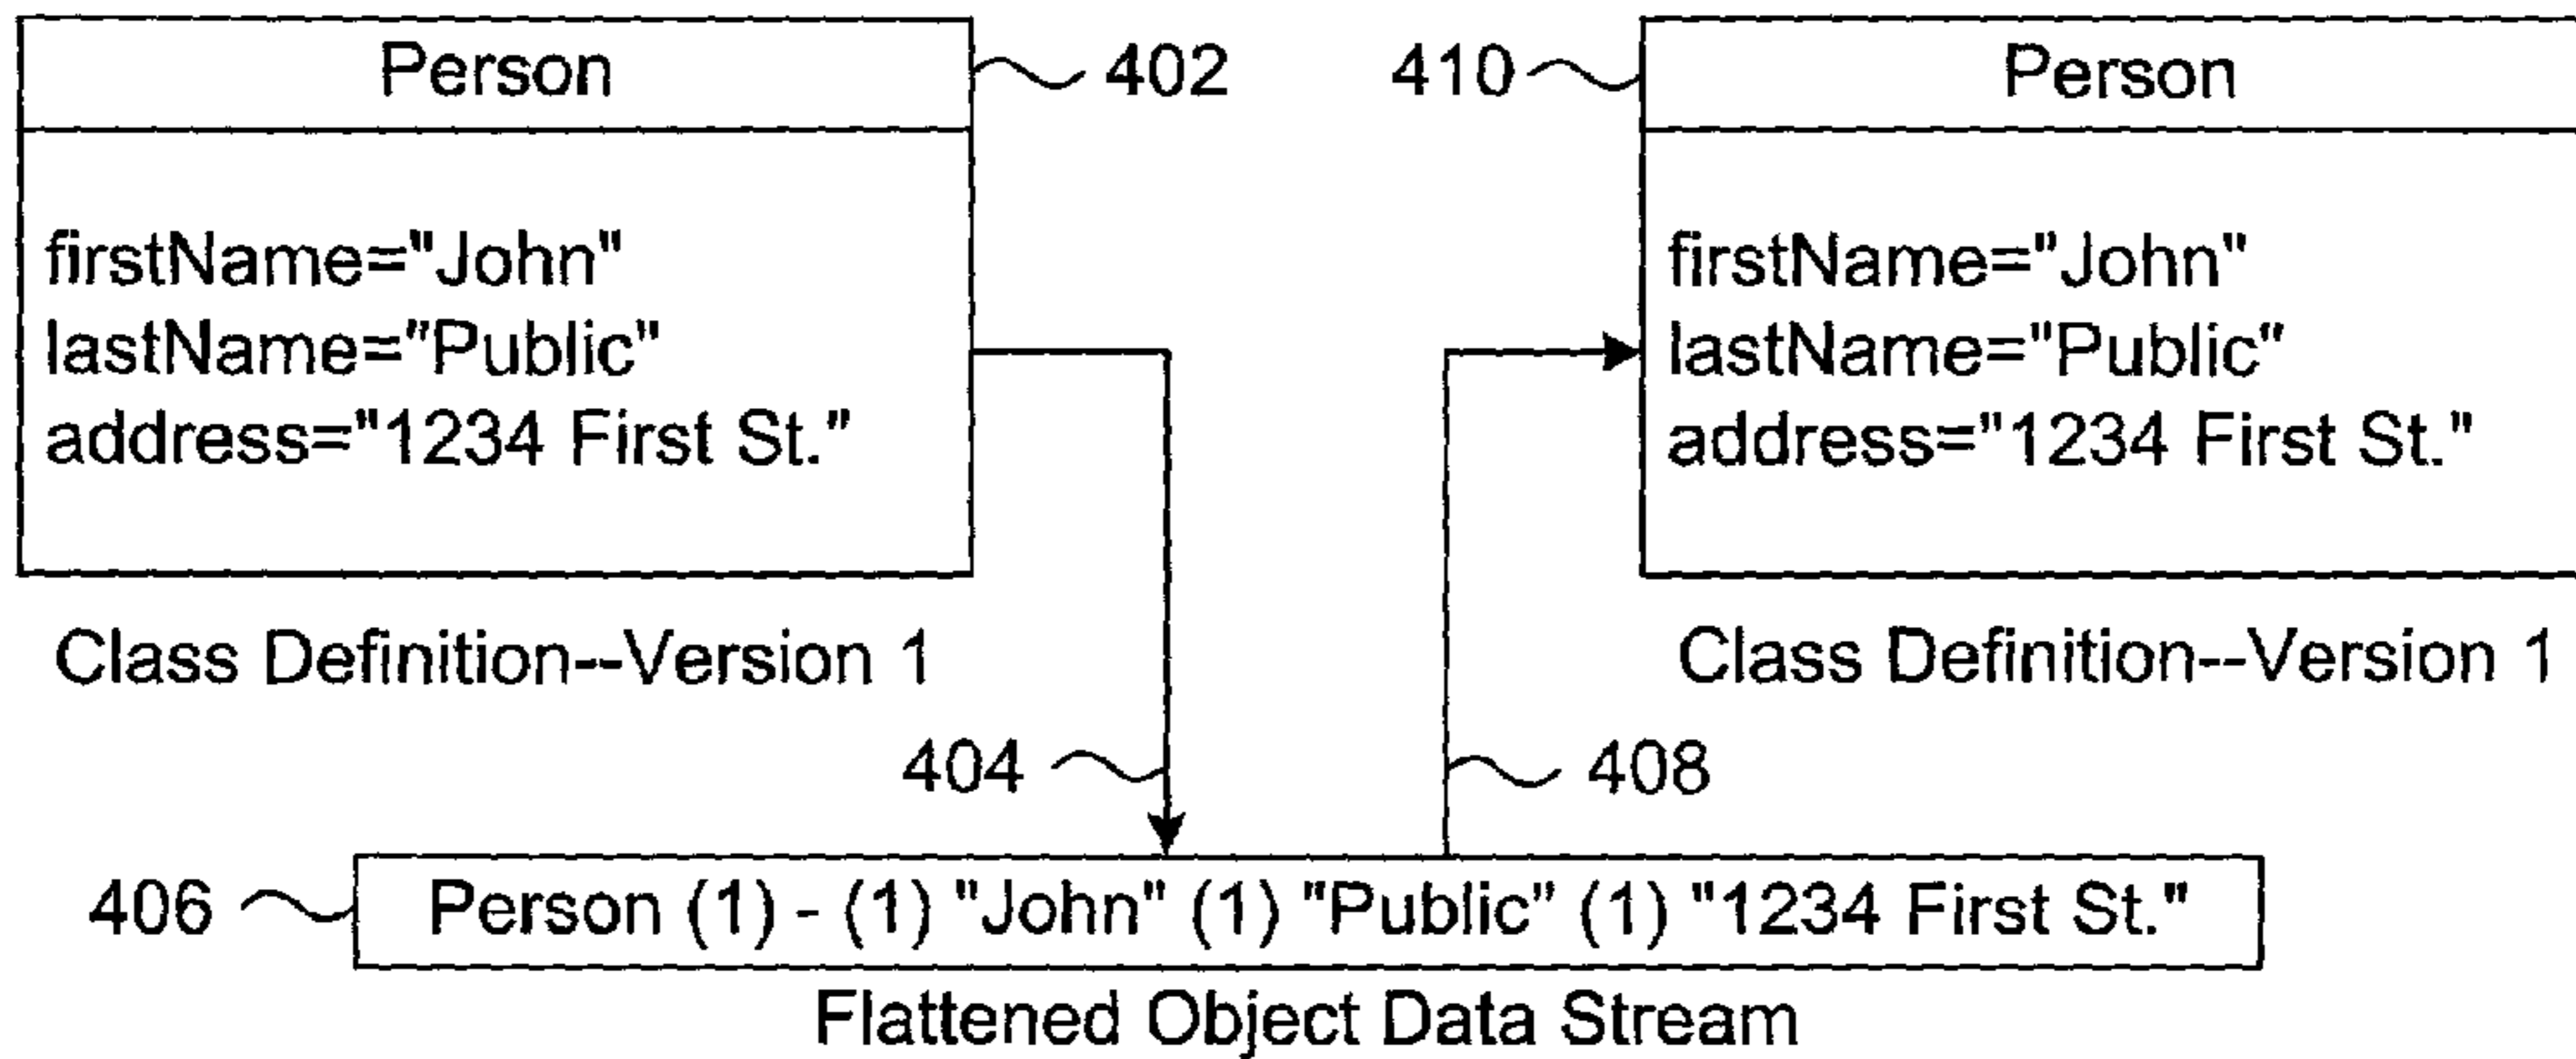 Person
402
firstName="John"
lastName="Public"
address="1234 First St."
Class Definition--Version 1
410
Person
firstName="John"
lastName="Public"
address="1234 First St."
Class Definition--Version 1
404
408
406
Person (1) - (1) "John" (1) "Public" (1) "1234 First St."
Flattened Object Data Stream